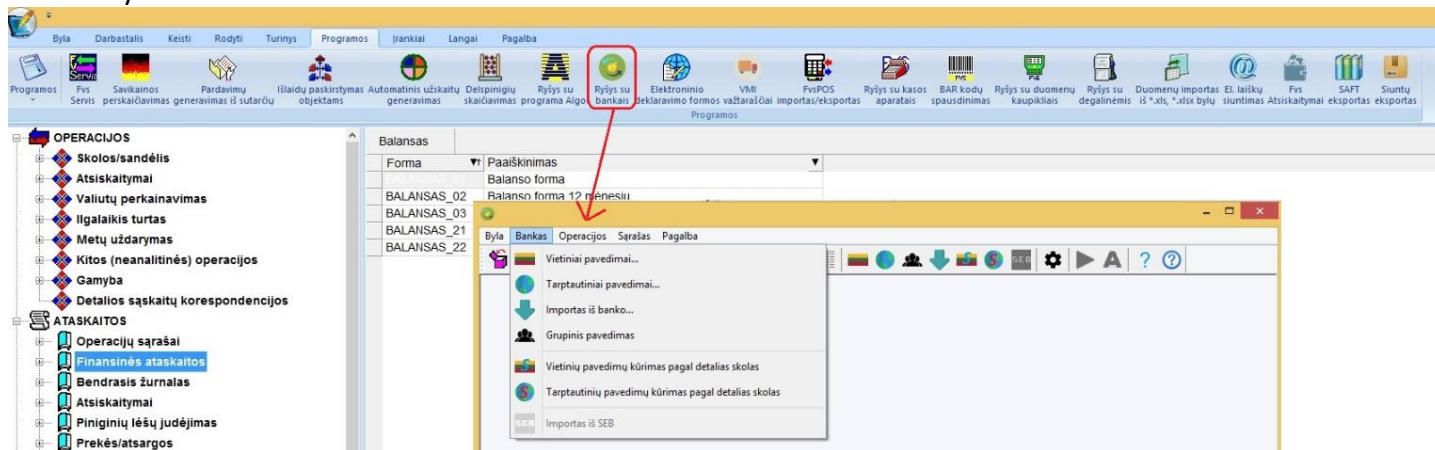 Byla Darbastalis Keisti Rodyti Turinys Programos Įrankiai Langai Pagalba
Programos Fvs Servis Savikainos perskaičiavimas Pardavimų generavimas iš sutarčių Išlaidų paskirstymas objektams Automatinis užskaitų generavimas Delspinigių skaičiavimas Ryšys su programa Algos Ryšys su bankais Elektroninio deklaravimo formos VMI važtaraščiai FvsPOS importas/eksportas Ryšys su kasos aparatais BAR kodų spausdinimas Ryšys su duomenų kaupikliais Ryšys su degalinėmis Duomenų importas iš *.xls, *.xlsx bylų El. laiškų siuntimas Fvs Atsiskaitymai SAFT eksportas Siuntų eksportas
Programos
OPERACIJOS
Skolos/sandėlis
Atsiskaitymai
Valiutų perkainavimas
Ilgalaikis turtas
Metų uždarymas
Kitos (neanalitinės) operacijos
Gamyba
Detalios sąskaitų korespondencijos
ATASKAITOS
Operacijų sąrašai
Finansinės ataskaitos
Bendrasis žurnalas
Atsiskaitymai
Piniginių lėšų judėjimas
Prekės/atsargos
Balansas
Forma Paaiškinimas
BALANSAS_01 Balanso forma
BALANSAS_02 Balanso forma 12 mėnesių
BALANSAS_03
BALANSAS_21
BALANSAS_22
Byla Bankas Operacijos Sąrašas Pagalba
Vietiniai pavedimai...
Tarptautiniai pavedimai...
Importas iš banko...
Grupinis pavedimas
Vietinių pavedimų kūrimas pagal detalias skolas
Tarptautinių pavedimų kūrimas pagal detalias skolas
SEB Importas iš SEB
SEB